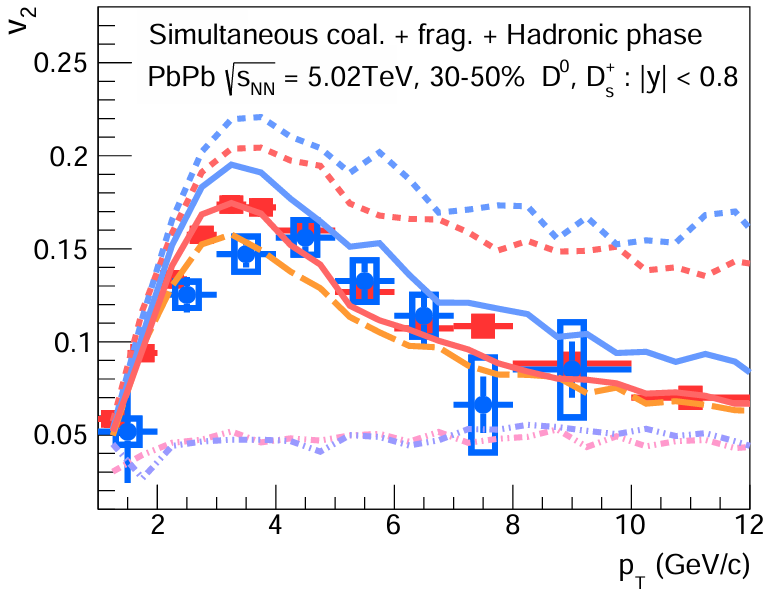 v2
Simultaneous coal. + frag. + Hadronic phase
PbPb √sNN = 5.02TeV, 30-50% D0, Ds+ : |y| < 0.8
0.25
0.2
0.15
0.1
0.05
2 4 6 8 10 12
pT (GeV/c)